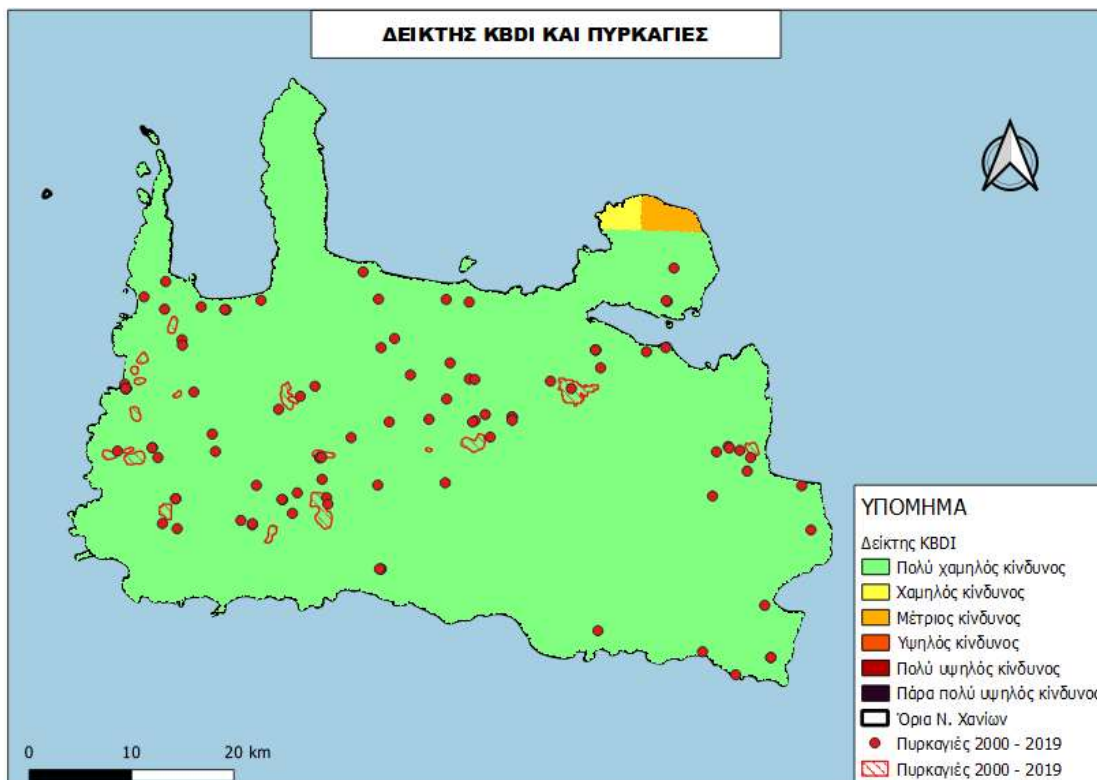 ΔΕΙΚΤΗΣ KBDI ΚΑΙ ΠΥΡΚΑΓΙΕΣ
ΥΠΟΜΗΜΑ
Δείκτης KBDI
Πολύ χαμηλός κίνδυνος
Χαμηλός κίνδυνος
Μέτριος κίνδυνος
Υψηλός κίνδυνος
Πολύ υψηλός κίνδυνος
Πάρα πολύ υψηλός κίνδυνος
Όρια Ν. Χανίων
Πυρκαγιές 2000 - 2019
Πυρκαγιές 2000 - 2019
0 10 20 km